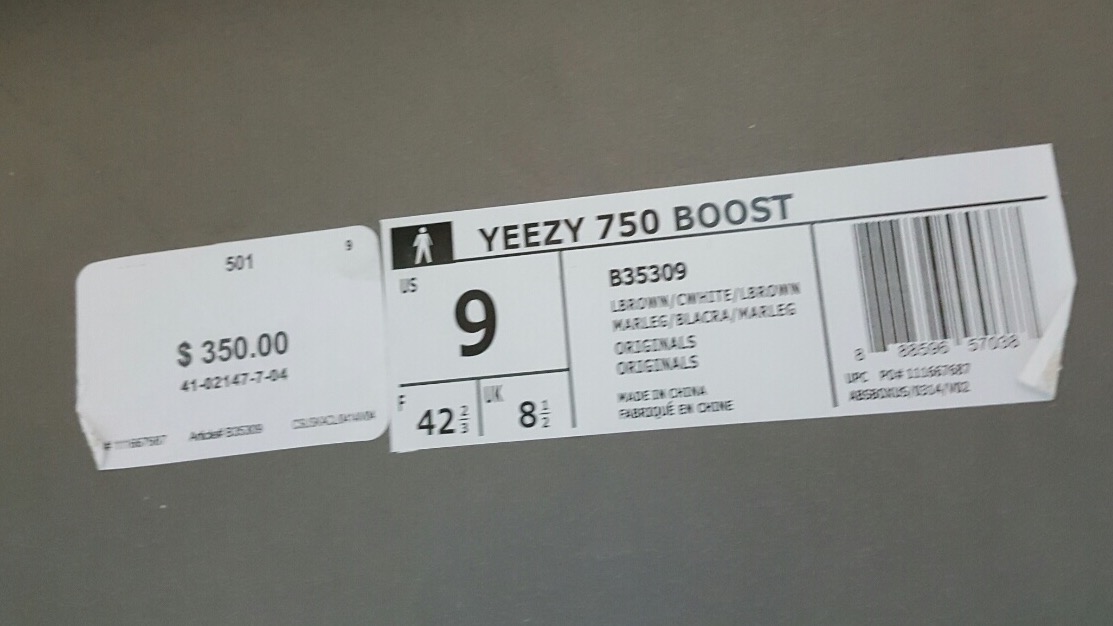 501
9
$ 350.00
41-02147-7-04
# 111667687
Article# B35309
YEEZY 750 BOOST
US
9
F
42 2/3
UK
8 1/2
B35309
LBROWN/CWHITE/LBROWN
MARLEG/BLACRA/MARLEG
ORIGINALS
ORIGINALS
MADE IN CHINA
FABRIQUÉ EN CHINE
8 88596 57038
UPC PO# 111667687